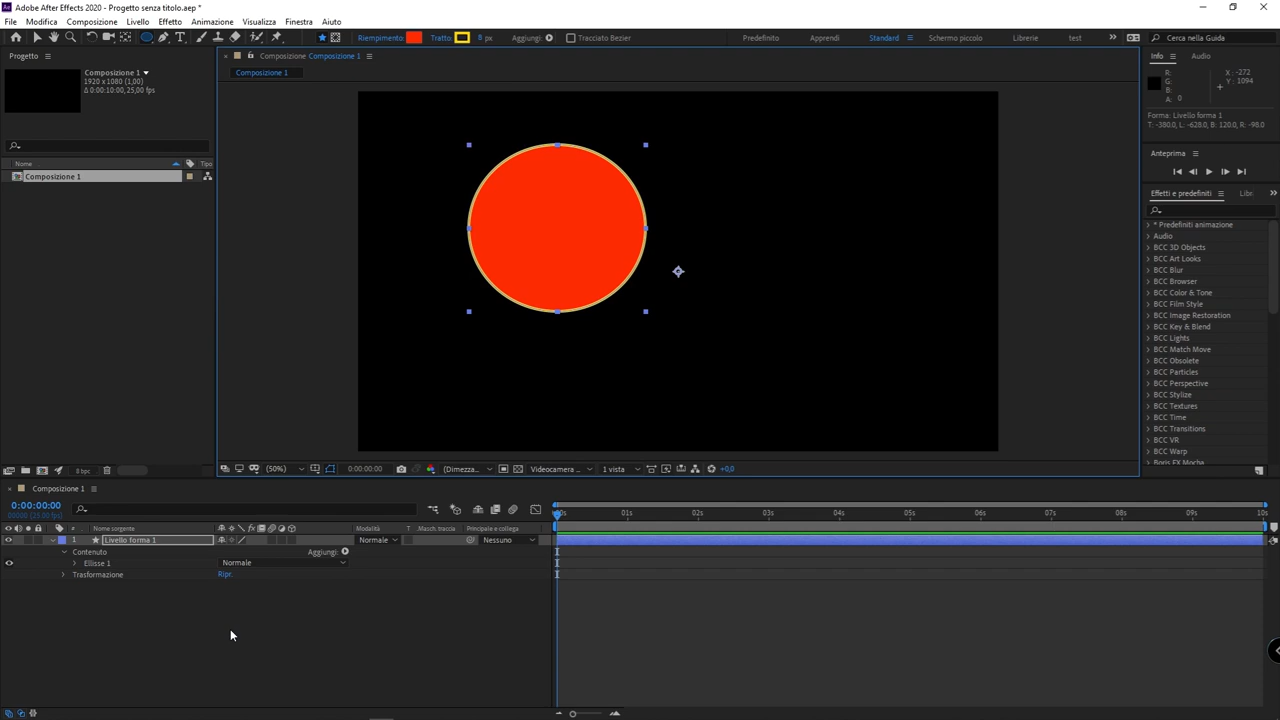 Adobe After Effects 2020 - Progetto senza titolo.aep *
File Modifica Composizione Livello Effetto Animazione Visualizza Finestra Aiuto
Riempimento: Tratto: 8 px Aggiungi: Tracciato Bezier Predefinito Apprendi Standard Schermo piccolo Librerie test Cerca nella Guida
Progetto
Composizione 1
1920 x 1080 (1,00)
Δ 0:00:10:00, 25,00 fps
Nome Tipo
Composizione 1
8 bpc
Composizione Composizione 1
Composizione 1
(50%) 0:00:00:00 (Dimezza... Videocamera ... 1 vista +0,0
Info Audio
R: X: -272
G: Y: 1094
B:
A: 0
Forma: Livello forma 1
T: -380.0, L: -628.0, B: 120.0, R: -98.0
Anteprima
Effetti e predefiniti Libr
* Predefiniti animazione
Audio
BCC 3D Objects
BCC Art Looks
BCC Blur
BCC Browser
BCC Color & Tone
BCC Film Style
BCC Image Restoration
BCC Key & Blend
BCC Lights
BCC Match Move
BCC Obsolete
BCC Particles
BCC Perspective
BCC Stylize
BCC Textures
BCC Time
BCC Transitions
BCC VR
BCC Warp
Boris FX Mocha
Composizione 1
0:00:00:00
00000 (25.00 fps)
# Nome sorgente Modalità T Masch. traccia Principale e collega
1 Livello forma 1 Normale Nessuno
Contenuto Aggiungi:
Ellisse 1 Normale
Trasformazione Ripr.
01s 02s 03s 04s 05s 06s 07s 08s 09s 10s